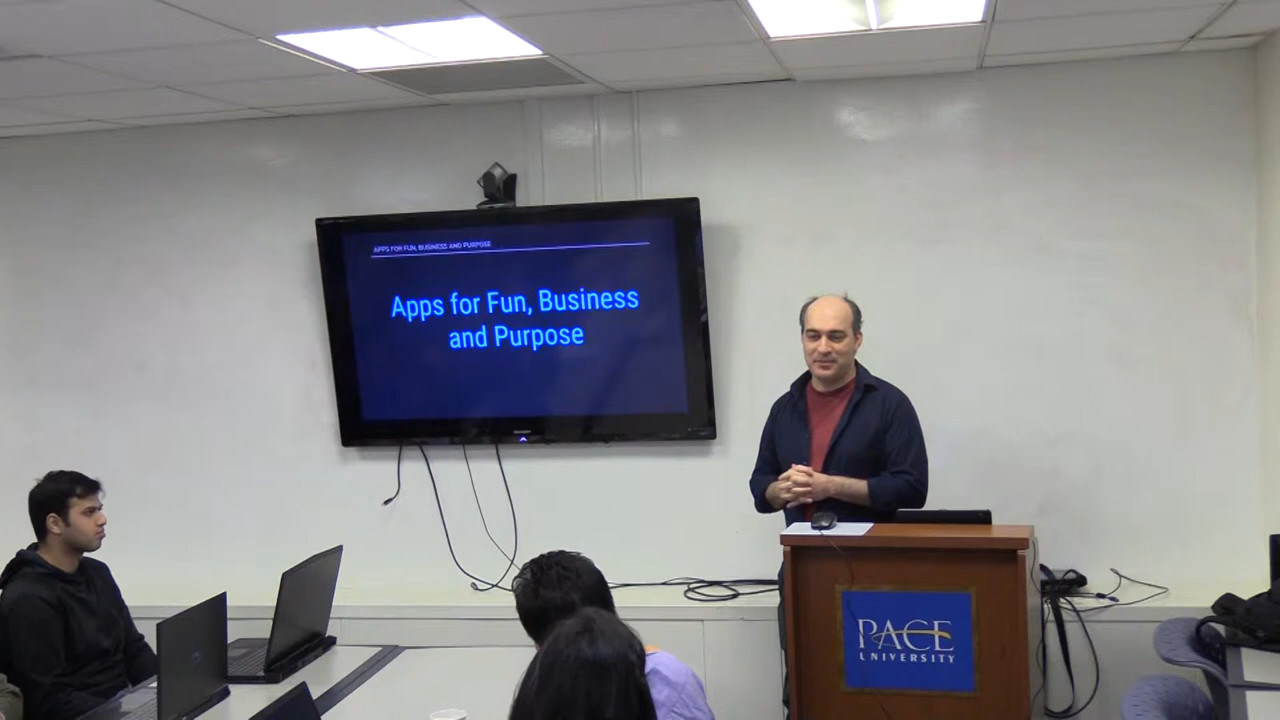 APPS FOR FUN, BUSINESS AND PURPOSE
Apps for Fun, Business
and Purpose
PACE
UNIVERSITY